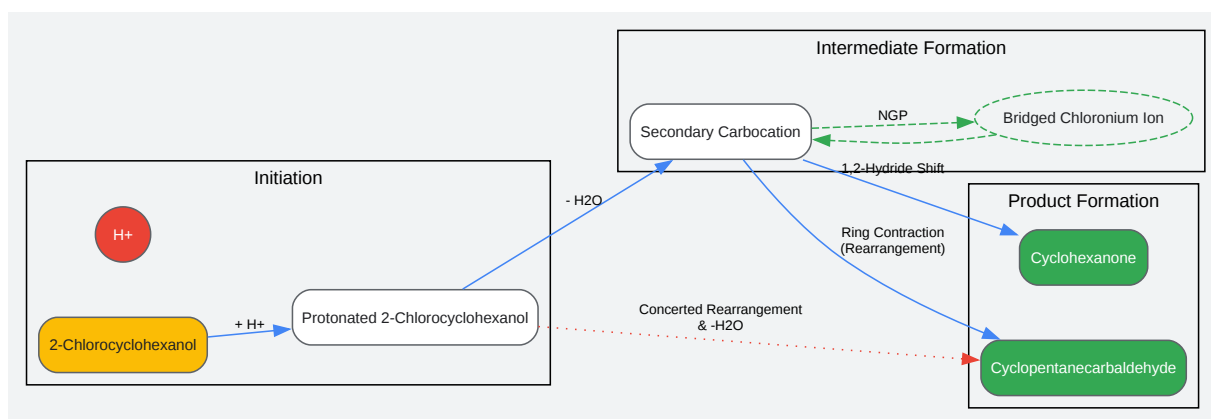 Intermediate Formation
Secondary Carbocation
NGP
Bridged Chloronium Ion
Initiation
H+
2-Chlorocyclohexanol
+ H+
Protonated 2-Chlorocyclohexanol
- H2O
1,2-Hydride Shift
Ring Contraction
(Rearrangement)
Concerted Rearrangement
& -H2O
Product Formation
Cyclohexanone
Cyclopentanecarbaldehyde